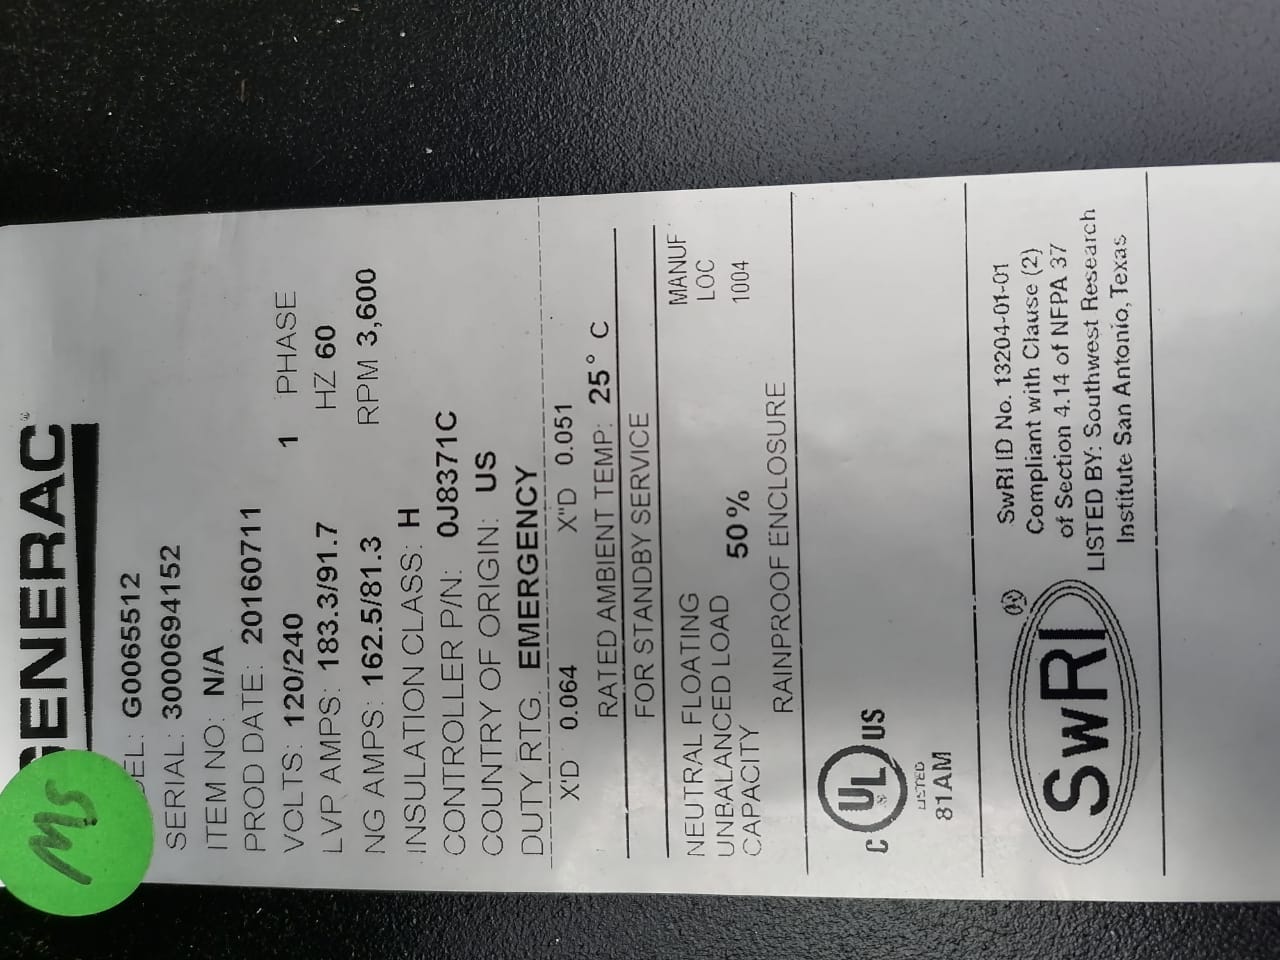 GENERAC
MS
DEL: G0065512
SERIAL: 3000694152
ITEM NO: N/A
PROD DATE: 20160711
VOLTS: 120/240 1 PHASE
LVP AMPS: 183.3/91.7 HZ 60
NG AMPS: 162.5/81.3 RPM 3,600
INSULATION CLASS: H
CONTROLLER P/N: 0J8371C
COUNTRY OF ORIGIN: US
DUTY RTG. EMERGENCY
X'D 0.064 X"D 0.051
RATED AMBIENT TEMP: 25° C
FOR STANDBY SERVICE
NEUTRAL FLOATING MANUF
UNBALANCED LOAD LOC
CAPACITY 50% 1004
RAINPROOF ENCLOSURE
C UL US
LISTED
81AM
SwRI ®
SwRI ID No. 13204-01-01
Compliant with Clause (2)
of Section 4.14 of NFPA 37
LISTED BY: Southwest Research
Institute San Antonio, Texas